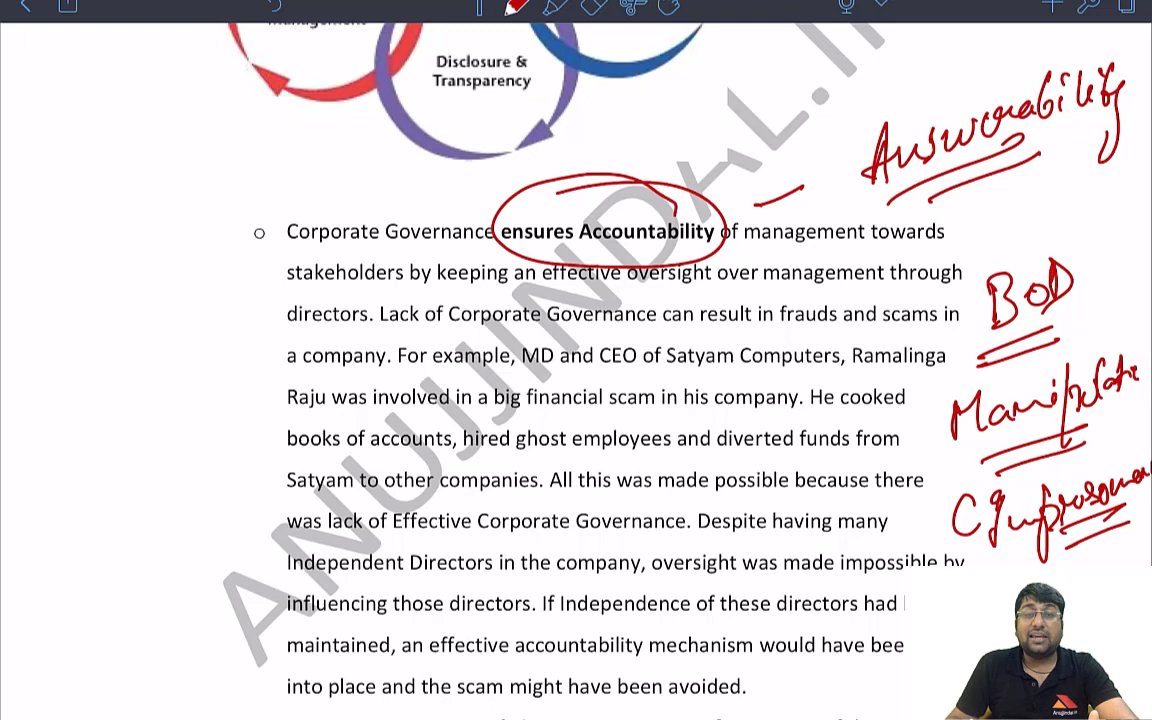 Disclosure &
Transparency
Answerability
Corporate Governance ensures Accountability of management towards
stakeholders by keeping an effective oversight over management through
directors. Lack of Corporate Governance can result in frauds and scams in
a company. For example, MD and CEO of Satyam Computers, Ramalinga
Raju was involved in a big financial scam in his company. He cooked
books of accounts, hired ghost employees and diverted funds from
Satyam to other companies. All this was made possible because there
was lack of Effective Corporate Governance. Despite having many
Independent Directors in the company, oversight was made impossible by
influencing those directors. If Independence of these directors had
maintained, an effective accountability mechanism would have bee
into place and the scam might have been avoided.
BOD
Manipulate
ANUJJINDAL.I